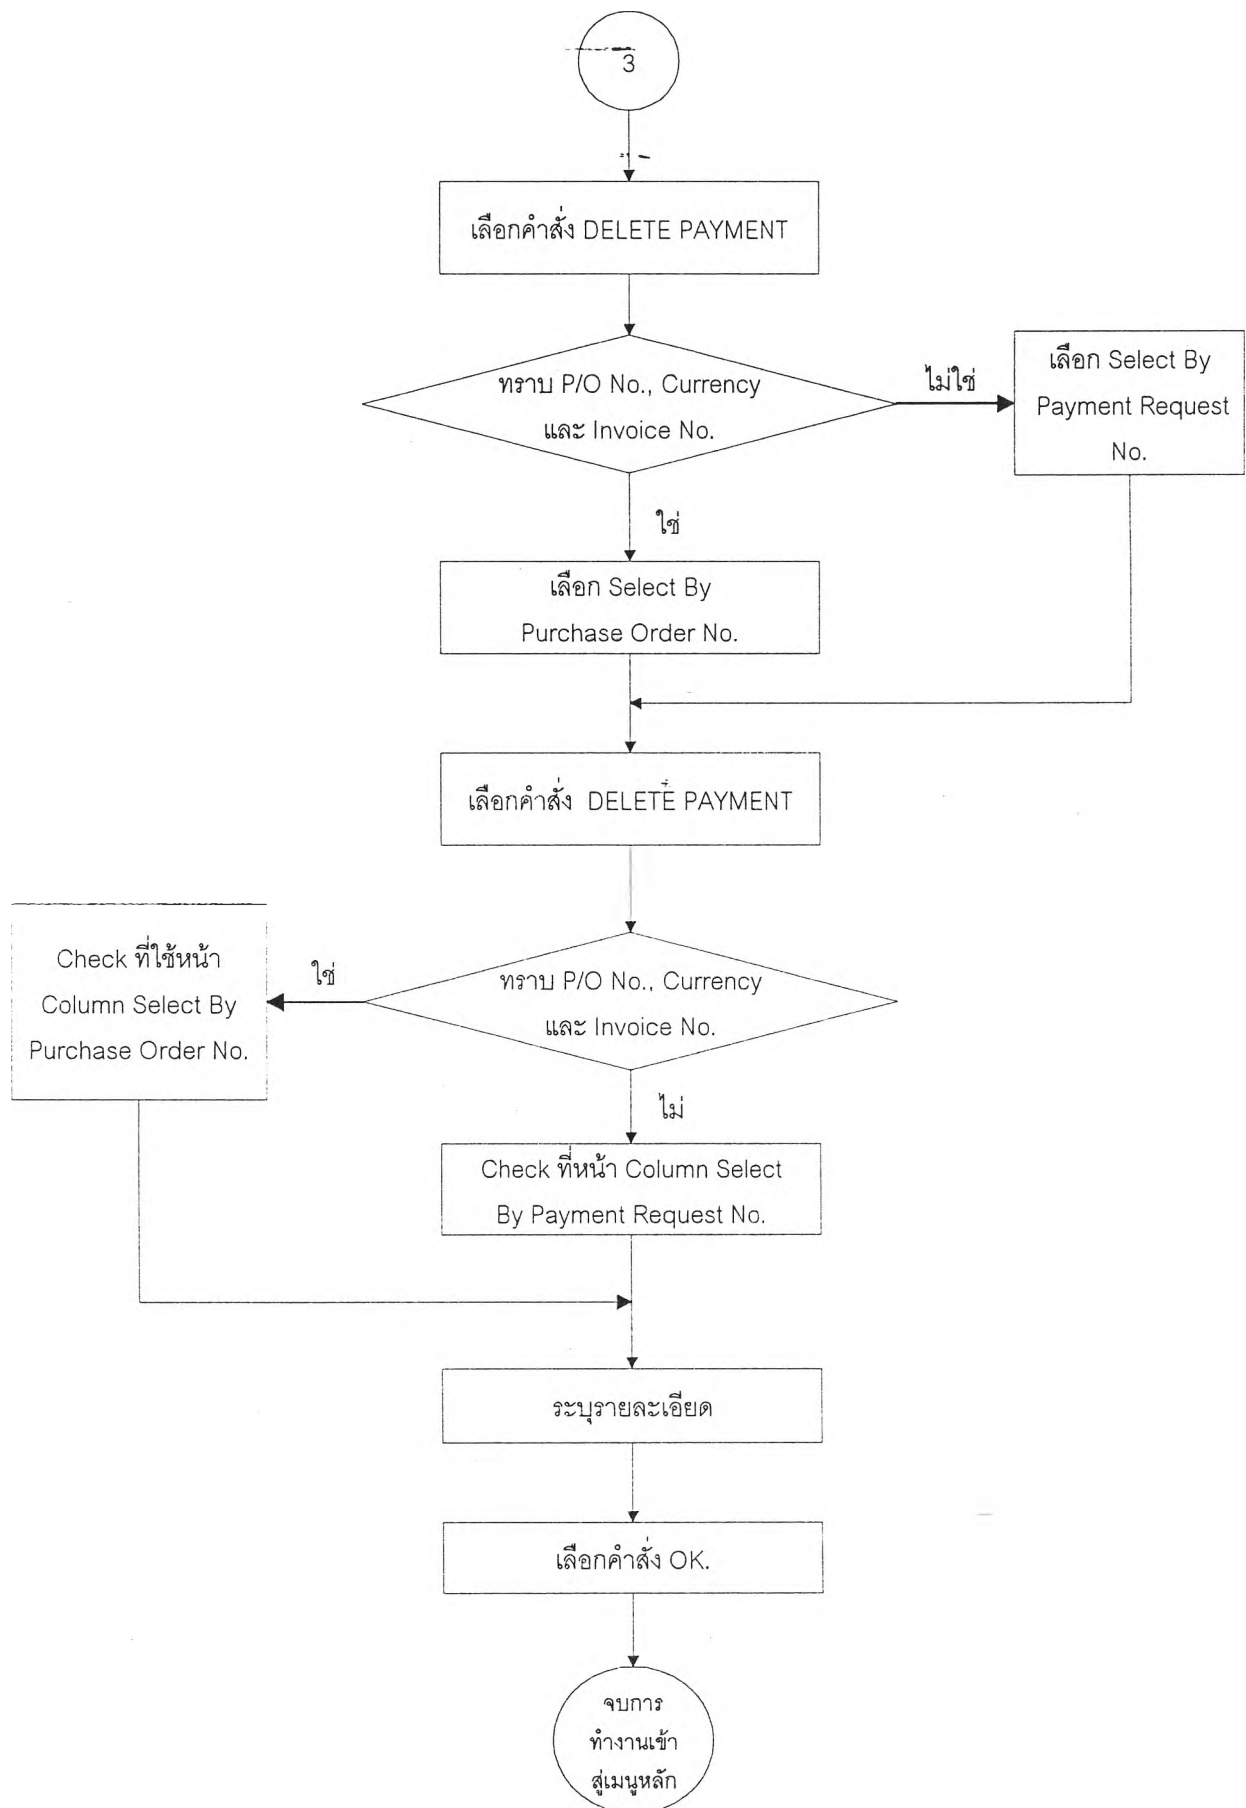 3
เลือกคำสั่ง DELETE PAYMENT
ทราบ P/O No., Currency
และ Invoice No.
ไม่ใช่
เลือก Select By
Payment Request
No.
ใช่
เลือก Select By
Purchase Order No.
เลือกคำสั่ง DELETE PAYMENT
Check ที่ใช้หน้า
Column Select By
Purchase Order No.
ใช่
ทราบ P/O No., Currency
และ Invoice No.
ไม่
Check ที่หน้า Column Select
By Payment Request No.
ระบุรายละเอียด
เลือกคำสั่ง OK.
จบการ
ทำงานเข้า
สู่เมนูหลัก